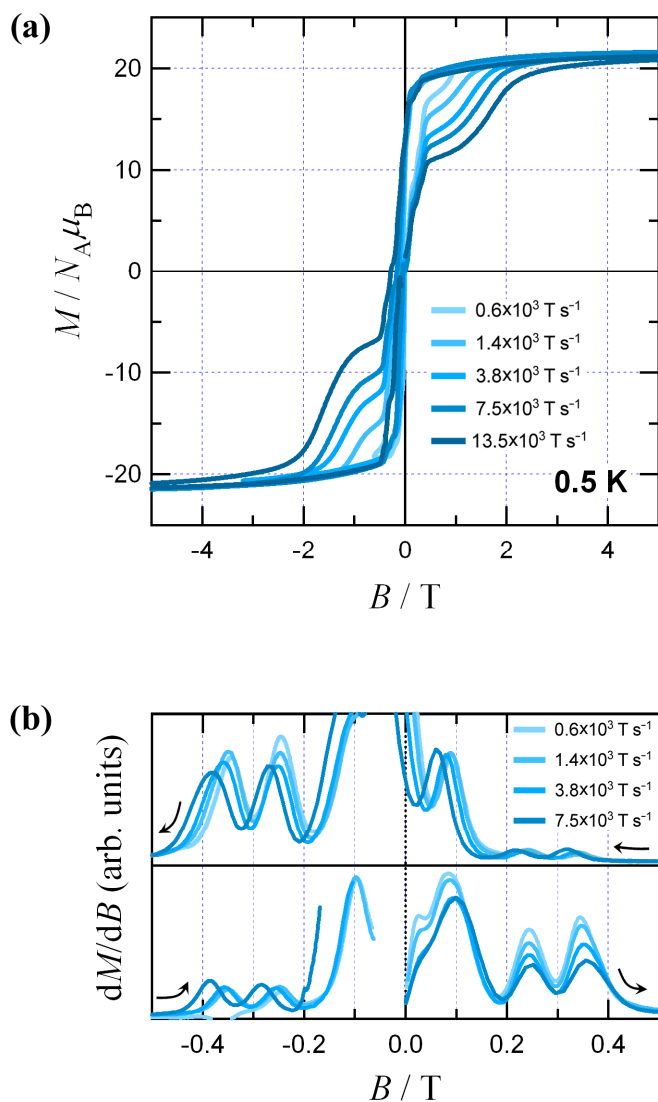 (a)
20
10
0
-10
-20
M / N_A μ_B
0.6×10³ T s⁻¹
1.4×10³ T s⁻¹
3.8×10³ T s⁻¹
7.5×10³ T s⁻¹
13.5×10³ T s⁻¹
0.5 K
-4 -2 0 2 4
B / T
(b)
dM/dB (arb. units)
0.6×10³ T s⁻¹
1.4×10³ T s⁻¹
3.8×10³ T s⁻¹
7.5×10³ T s⁻¹
-0.4 -0.2 0.0 0.2 0.4
B / T